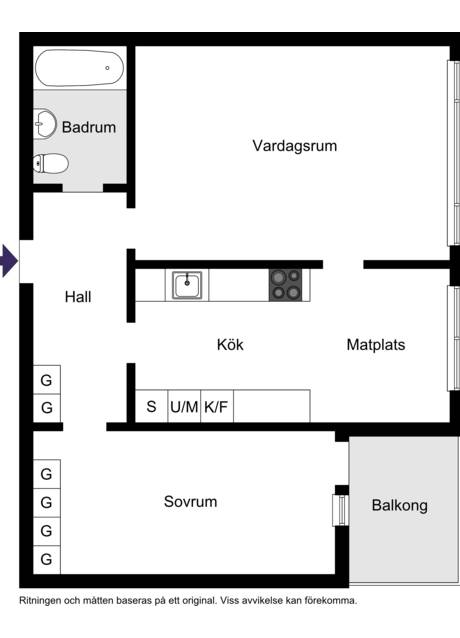 Badrum
Vardagsrum
Hall
Kök
Matplats
G
G
S
U/M
K/F
G
G
G
G
Sovrum
Balkong
Ritningen och måtten baseras på ett original. Viss avvikelse kan förekomma.